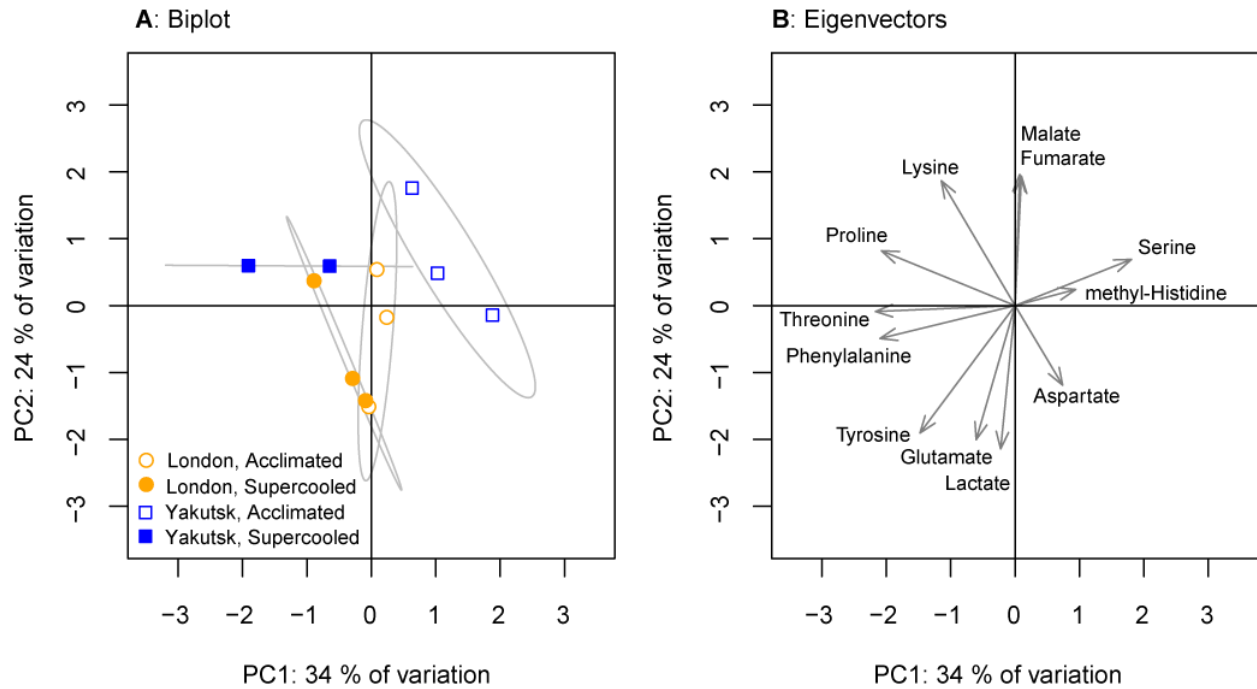 A: Biplot
PC2: 24 % of variation
3
2
1
0
−1
−2
−3
London, Acclimated
London, Supercooled
Yakutsk, Acclimated
Yakutsk, Supercooled
−3 −2 −1 0 1 2 3
PC1: 34 % of variation
B: Eigenvectors
PC2: 24 % of variation
3
2
1
0
−1
−2
−3
Malate
Fumarate
Lysine
Proline
Serine
methyl-Histidine
Threonine
Phenylalanine
Aspartate
Tyrosine
Glutamate
Lactate
−3 −2 −1 0 1 2 3
PC1: 34 % of variation